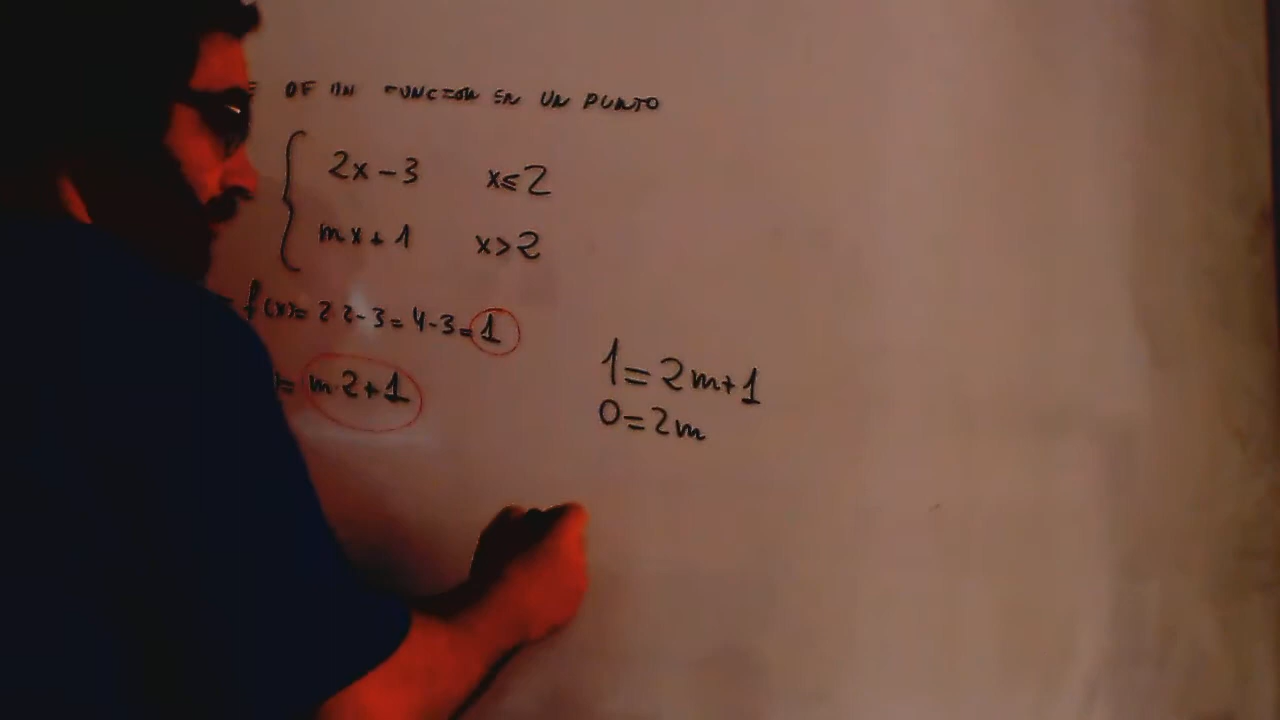 DE UN FUNCION EN UN PUNTO
2x-3 x≤2
mx+1 x>2
f(x)= 2 2-3=4-3=1
= m·2+1
1=2m+1
0=2m